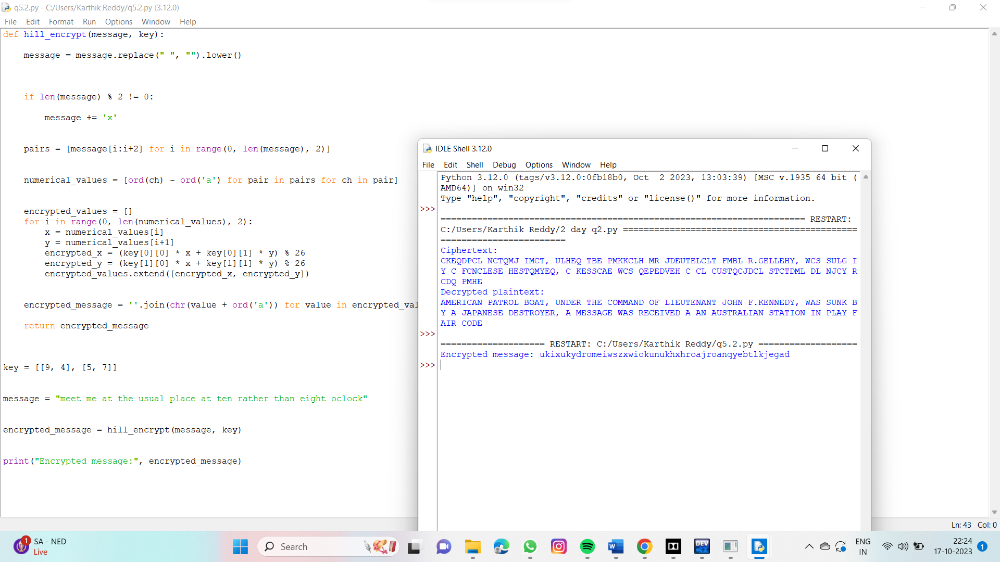 q5.2.py - C:/Users/Karthik Reddy/q5.2.py (3.12.0)
File Edit Format Run Options Window Help
def hill_encrypt(message, key):
message = message.replace(" ", "").lower()
if len(message) % 2 != 0:
message += 'x'
pairs = [message[i:i+2] for i in range(0, len(message), 2)]
numerical_values = [ord(ch) - ord('a') for pair in pairs for ch in pair]
encrypted_values = []
for i in range(0, len(numerical_values), 2):
x = numerical_values[i]
y = numerical_values[i+1]
encrypted_x = (key[0][0] * x + key[0][1] * y) % 26
encrypted_y = (key[1][0] * x + key[1][1] * y) % 26
encrypted_values.extend([encrypted_x, encrypted_y])
encrypted_message = ''.join(chr(value + ord('a')) for value in encrypted_val
return encrypted_message
key = [[9, 4], [5, 7]]
message = "meet me at the usual place at ten rather than eight oclock"
encrypted_message = hill_encrypt(message, key)
print("Encrypted message:", encrypted_message)
IDLE Shell 3.12.0
File Edit Shell Debug Options Window Help
Python 3.12.0 (tags/v3.12.0:0fb18b0, Oct 2 2023, 13:03:39) [MSC v.1935 64 bit (
AMD64)] on win32
Type "help", "copyright", "credits" or "license()" for more information.
>>>
====================================================================== RESTART:
C:/Users/Karthik Reddy/2 day q2.py =============================================
========================
Ciphertext:
CKEQDPCL NCTQMJ IMCT, ULHEQ TBE PMKKCLH MR JDEUTELCLT FMBL R.GELLEHY, WCS SULG I
Y C FCNCLESE HESTQMYEQ, C KESSCAE WCS QEPEDVEH C CL CUSTQCJDCL STCTDML DL NJCY R
CDQ PMHE
Decrypted plaintext:
AMERICAN PATROL BOAT, UNDER THE COMMAND OF LIEUTENANT JOHN F.KENNEDY, WAS SUNK B
Y A JAPANESE DESTROYER, A MESSAGE WAS RECEIVED A AN AUSTRALIAN STATION IN PLAY F
AIR CODE
>>>
==================== RESTART: C:/Users/Karthik Reddy/q5.2.py ===================
Encrypted message: ukixukydromeiwszxwiokunukhxhroajroanqyebtlkjegad
>>>
Ln: 43 Col: 0
1
SA - NED
Live
Search
W
DEV
C++
ENG
IN
22:24
17-10-2023
1